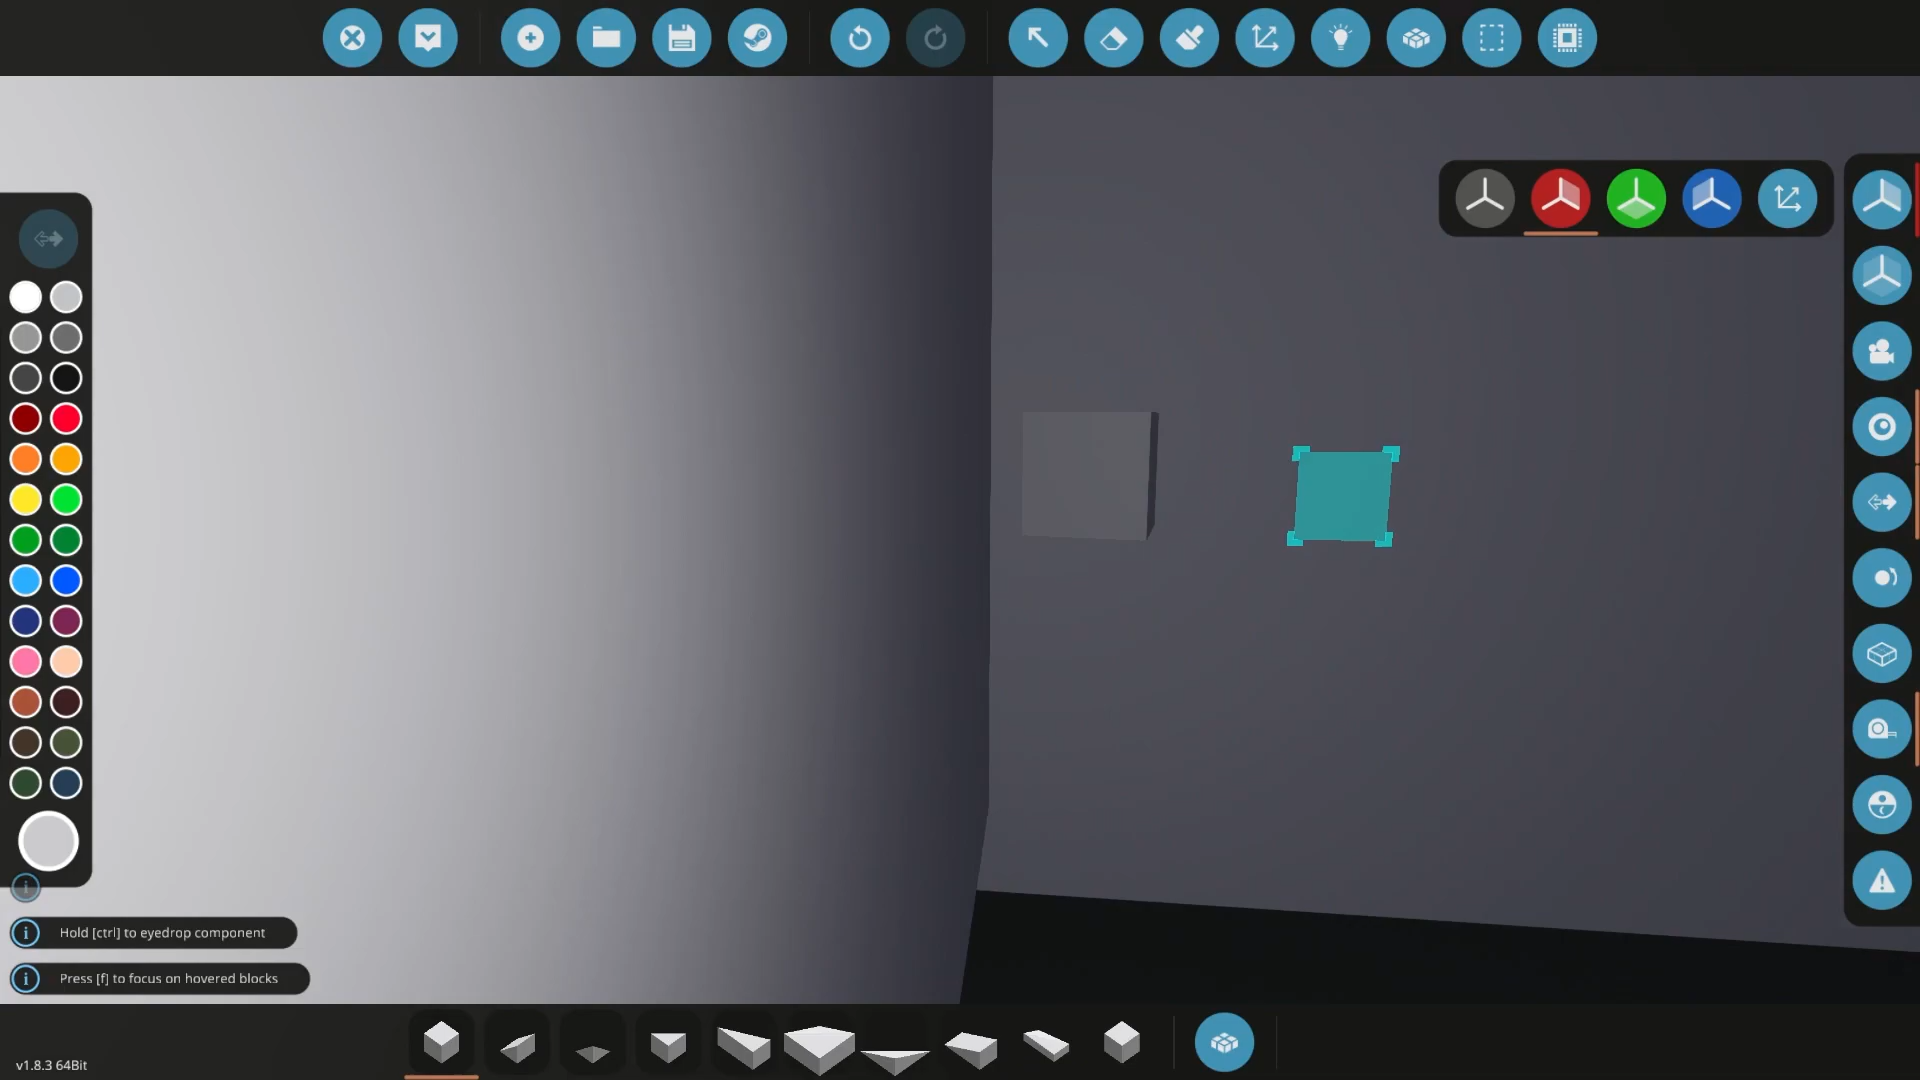 Hold [ctrl] to eyedrop component
Press [f] to focus on hovered blocks
v1.8.3 64Bit